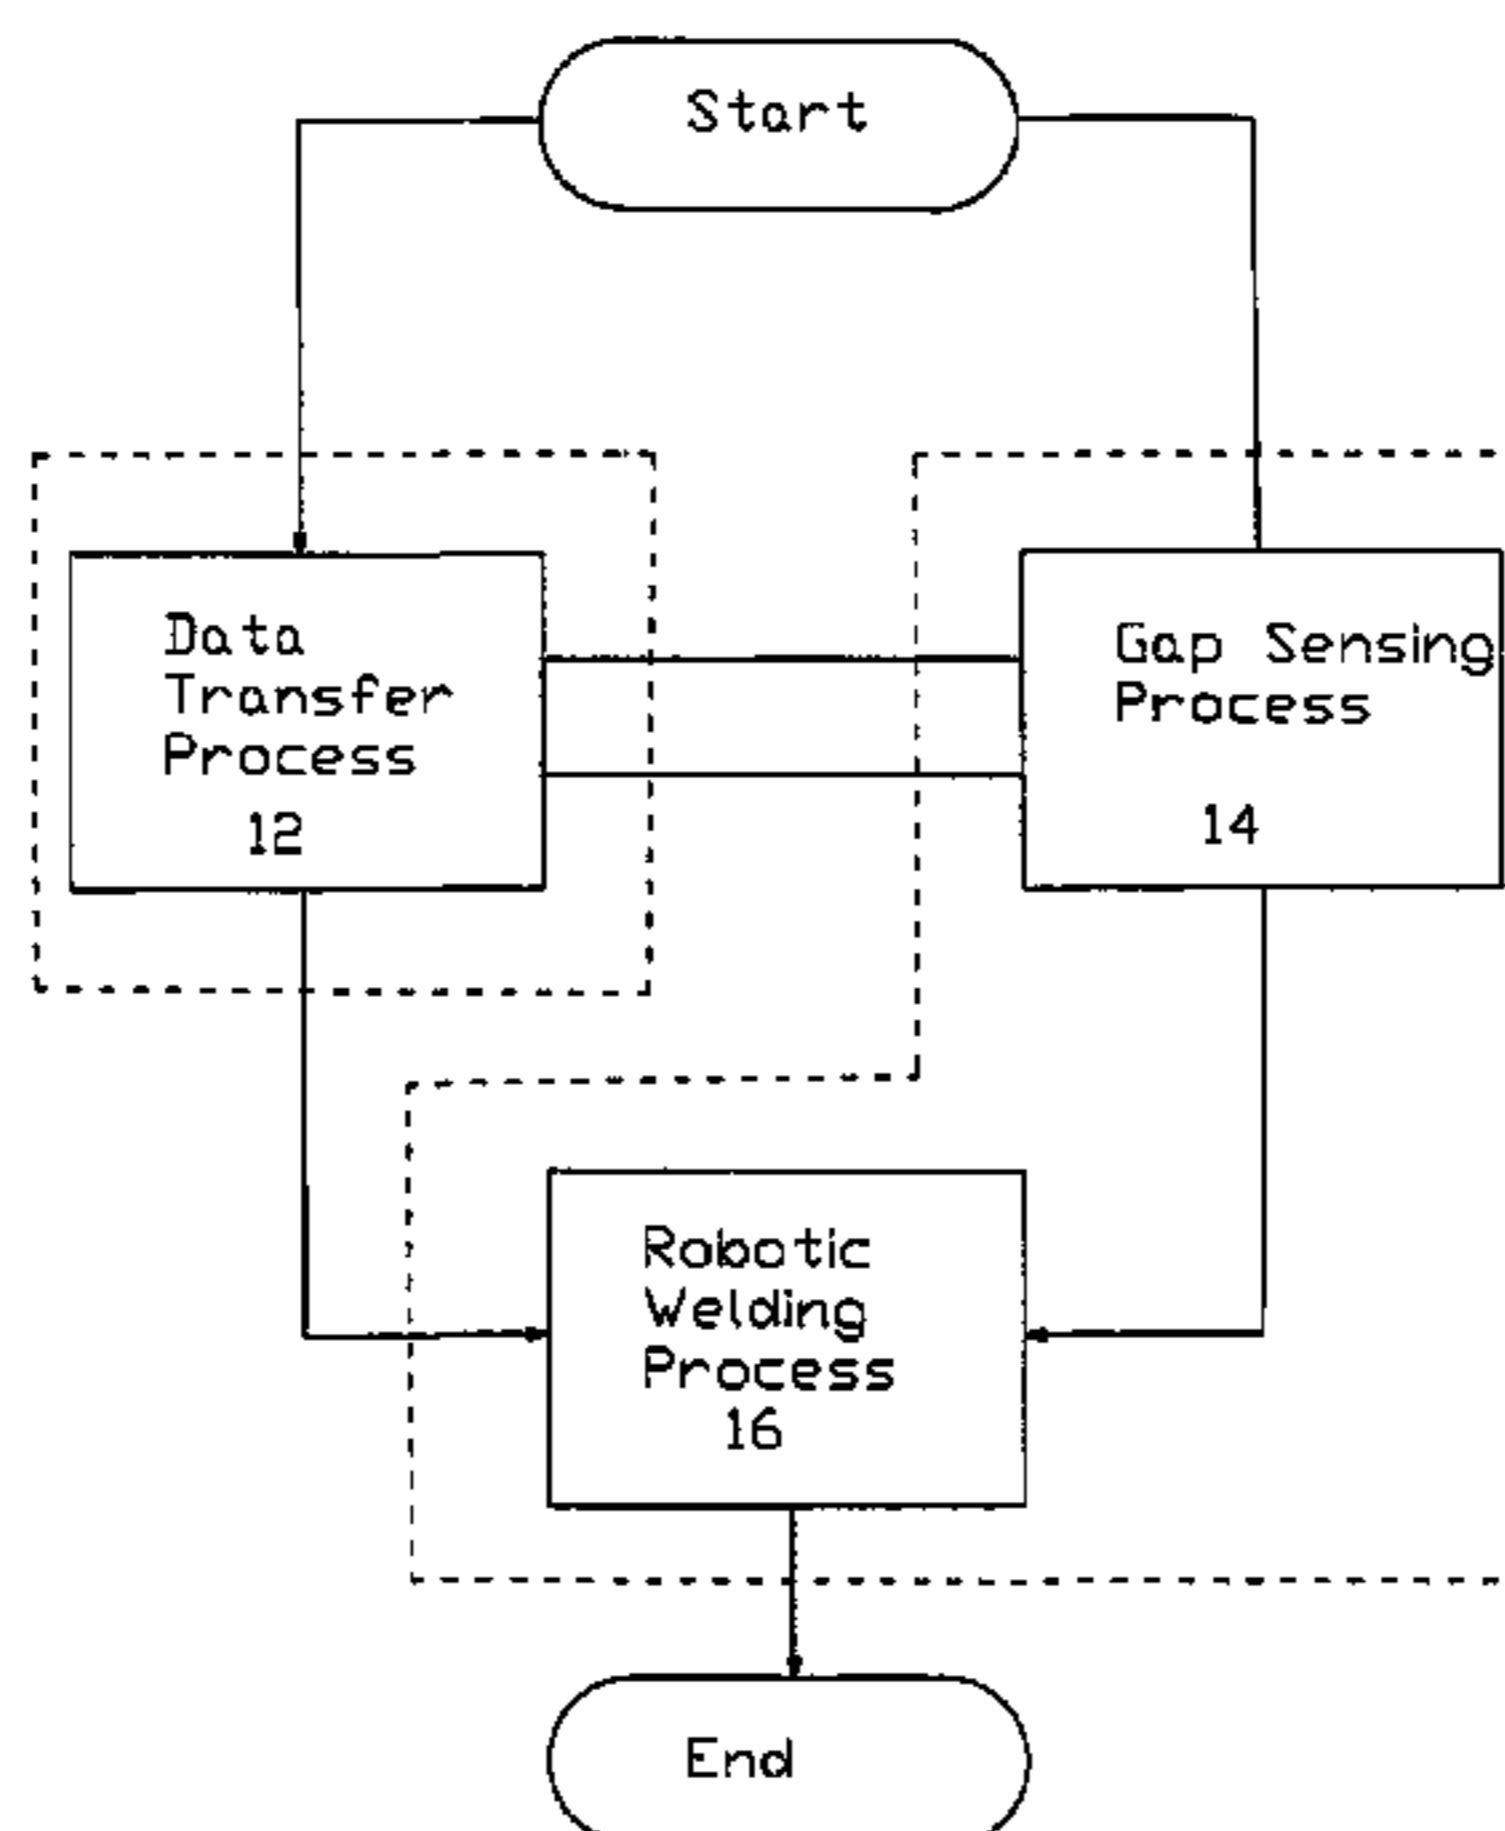 Start
Data
Transfer
Process
12
Gap Sensing
Process
14
Robotic
Welding
Process
16
End